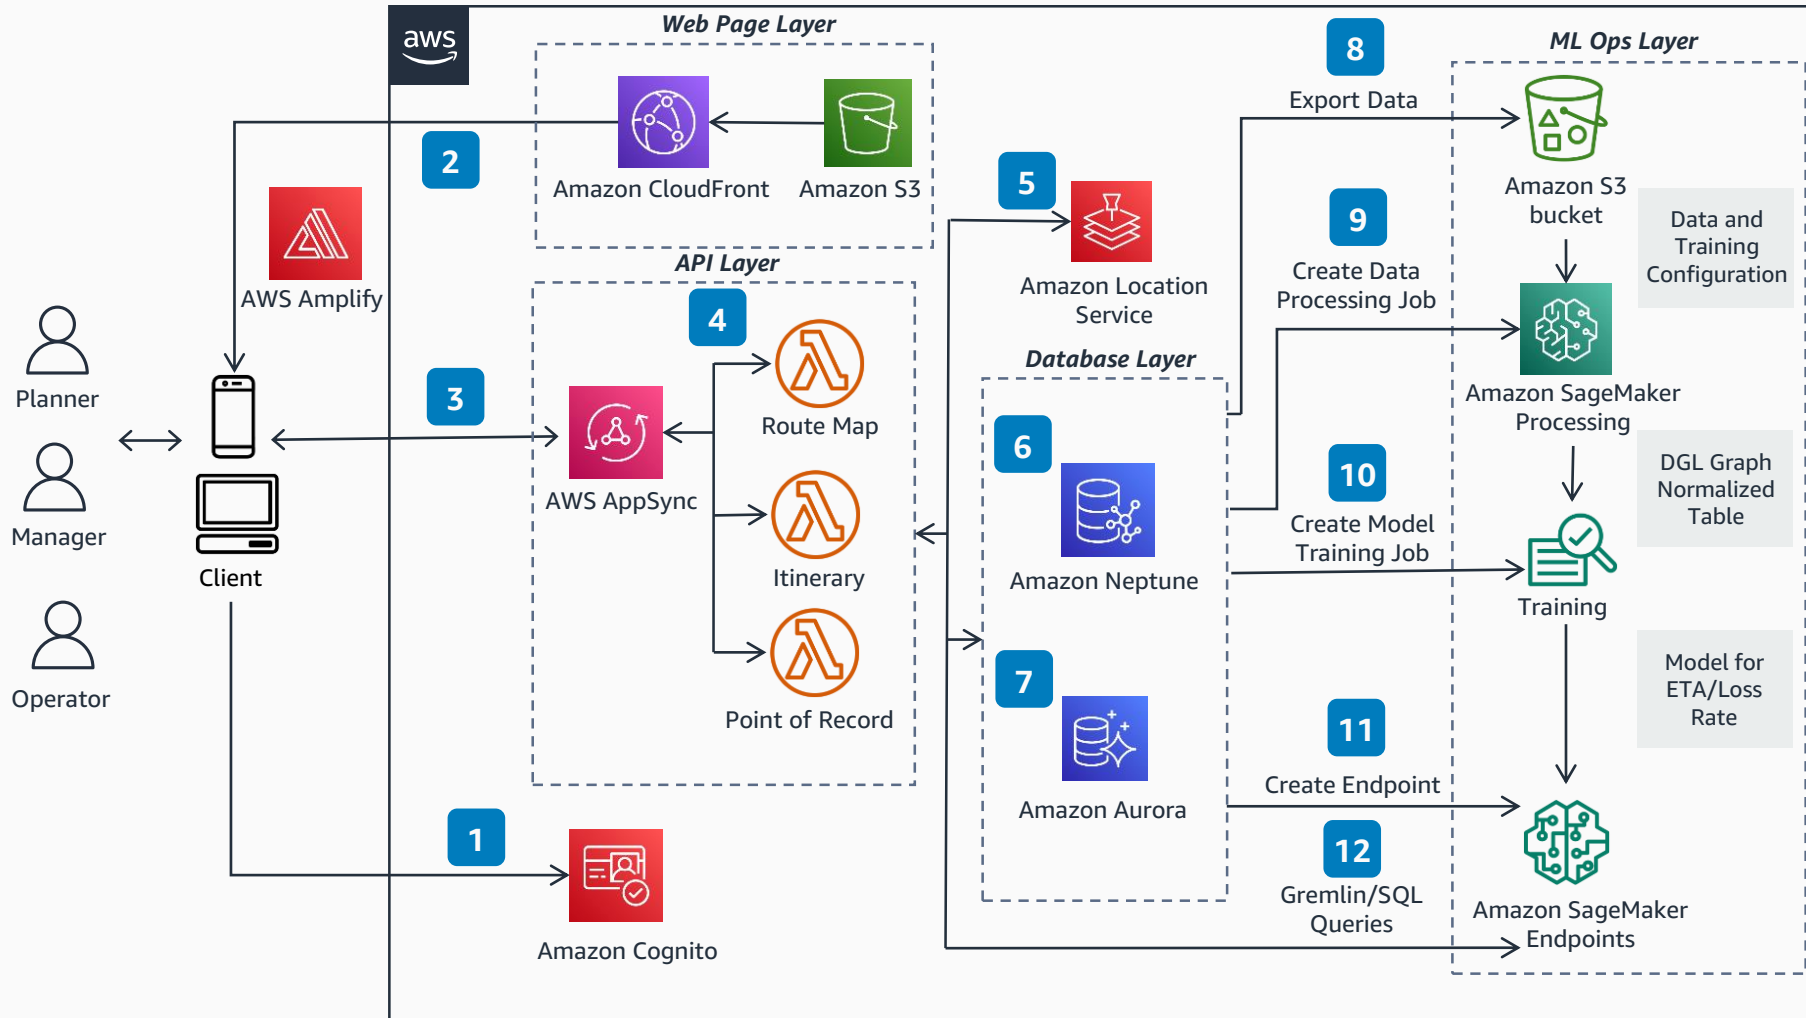 aws
Web Page Layer
2
Amazon CloudFront
Amazon S3
AWS Amplify
API Layer
4
3
AWS AppSync
Route Map
Itinerary
Point of Record
Planner
Manager
Operator
Client
1
Amazon Cognito
5
Amazon Location
Service
Database Layer
6
Amazon Neptune
7
Amazon Aurora
8
Export Data
9
Create Data
Processing Job
10
Create Model
Training Job
11
Create Endpoint
12
Gremlin/SQL
Queries
ML Ops Layer
Amazon S3
bucket
Data and
Training
Configuration
Amazon SageMaker
Processing
DGL Graph
Normalized
Table
Training
Model for
ETA/Loss
Rate
Amazon SageMaker
Endpoints